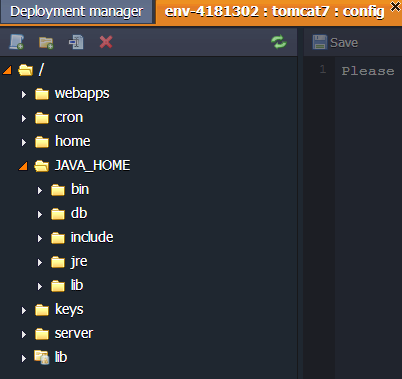 Deployment manager
env-4181302 : tomcat7 : config
Save
/
webapps
cron
home
JAVA_HOME
bin
db
include
jre
lib
keys
server
lib
1 Please